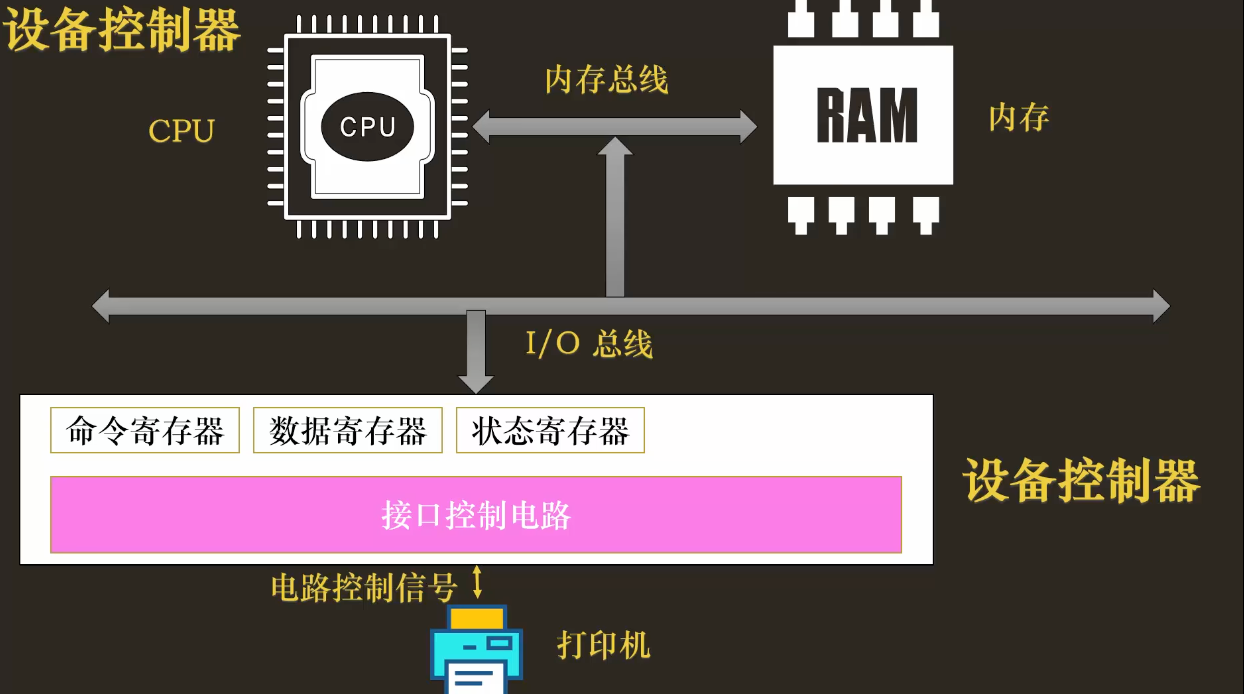 设备控制器
内存总线
CPU
CPU
RAM
内存
I/O 总线
命令寄存器
数据寄存器
状态寄存器
设备控制器
接口控制电路
电路控制信号
打印机